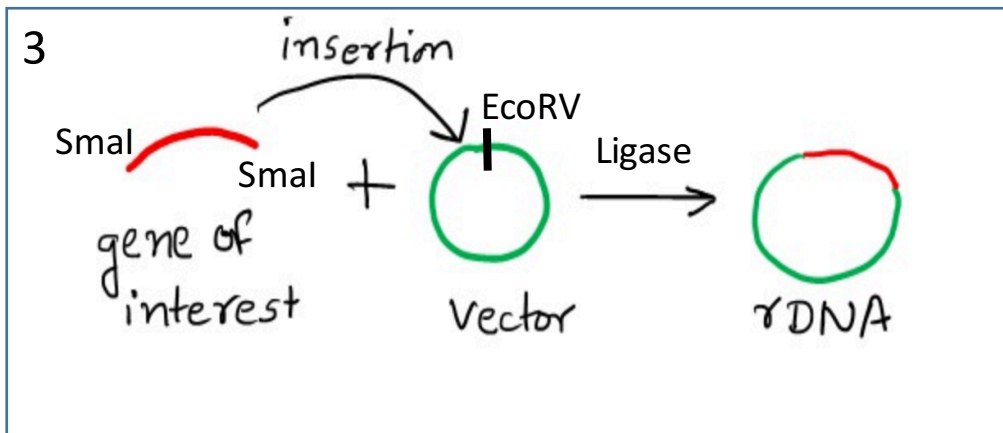 3
insertion
EcoRV
SmaI
SmaI
Ligase
+
gene of
interest
vector
rDNA